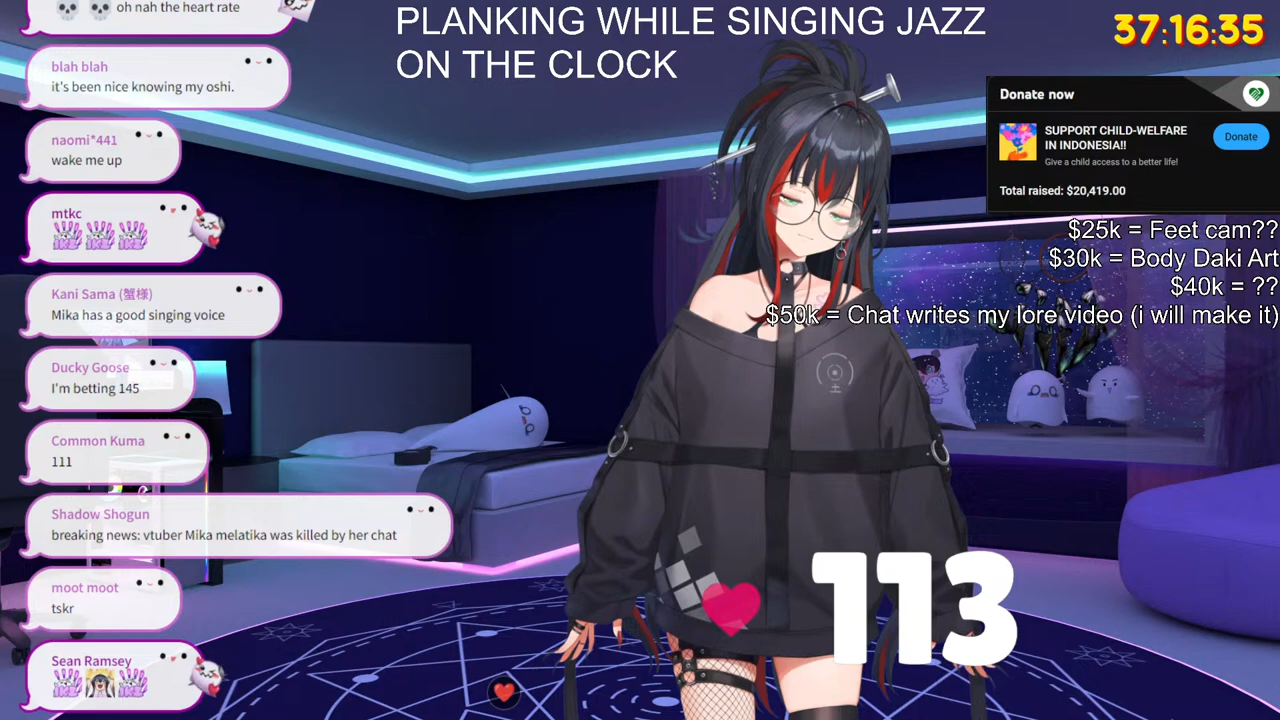 oh nah the heart rate
blah blah
it's been nice knowing my oshi.
naomi*441
wake me up
mtkc
Kani Sama (蟹様)
Mika has a good singing voice
Ducky Goose
I'm betting 145
Common Kuma
111
Shadow Shogun
breaking news: vtuber Mika melatika was killed by her chat
moot moot
tskr
Sean Ramsey
PLANKING WHILE SINGING JAZZ
ON THE CLOCK
37:16:35
Donate now
SUPPORT CHILD-WELFARE
IN INDONESIA!!
Give a child access to a better life!
Donate
Total raised: $20,419.00
$25k = Feet cam??
$30k = Body Daki Art
$40k = ??
$50k = Chat writes my lore video (i will make it)
113